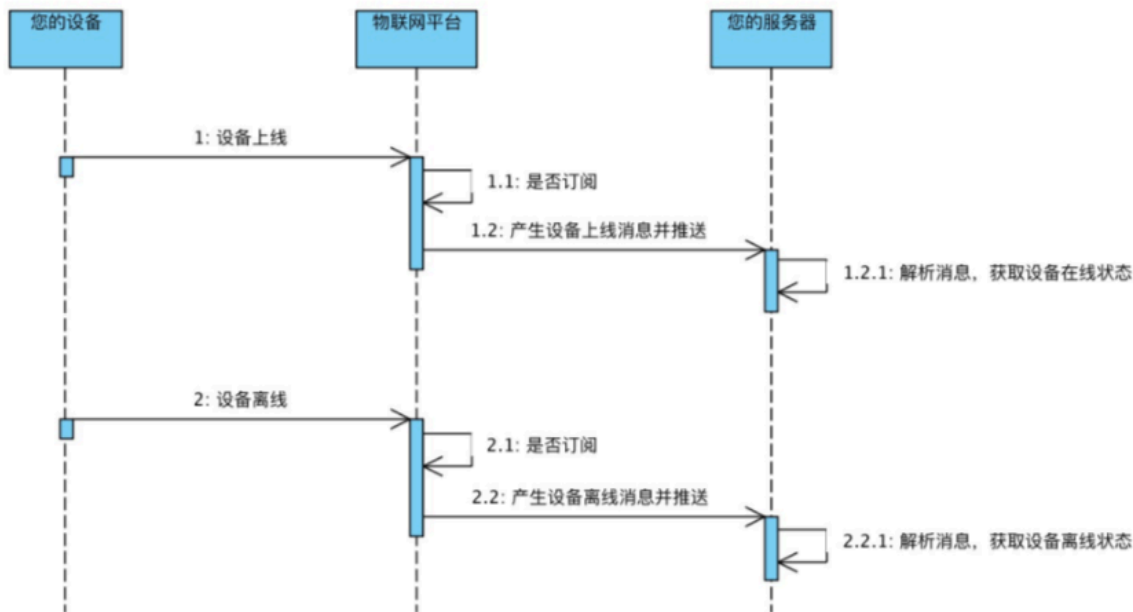 您的设备
物联网平台
您的服务器
1: 设备上线
1.1: 是否订阅
1.2: 产生设备上线消息并推送
1.2.1: 解析消息，获取设备在线状态
2: 设备离线
2.1: 是否订阅
2.2: 产生设备离线消息并推送
2.2.1: 解析消息，获取设备离线状态